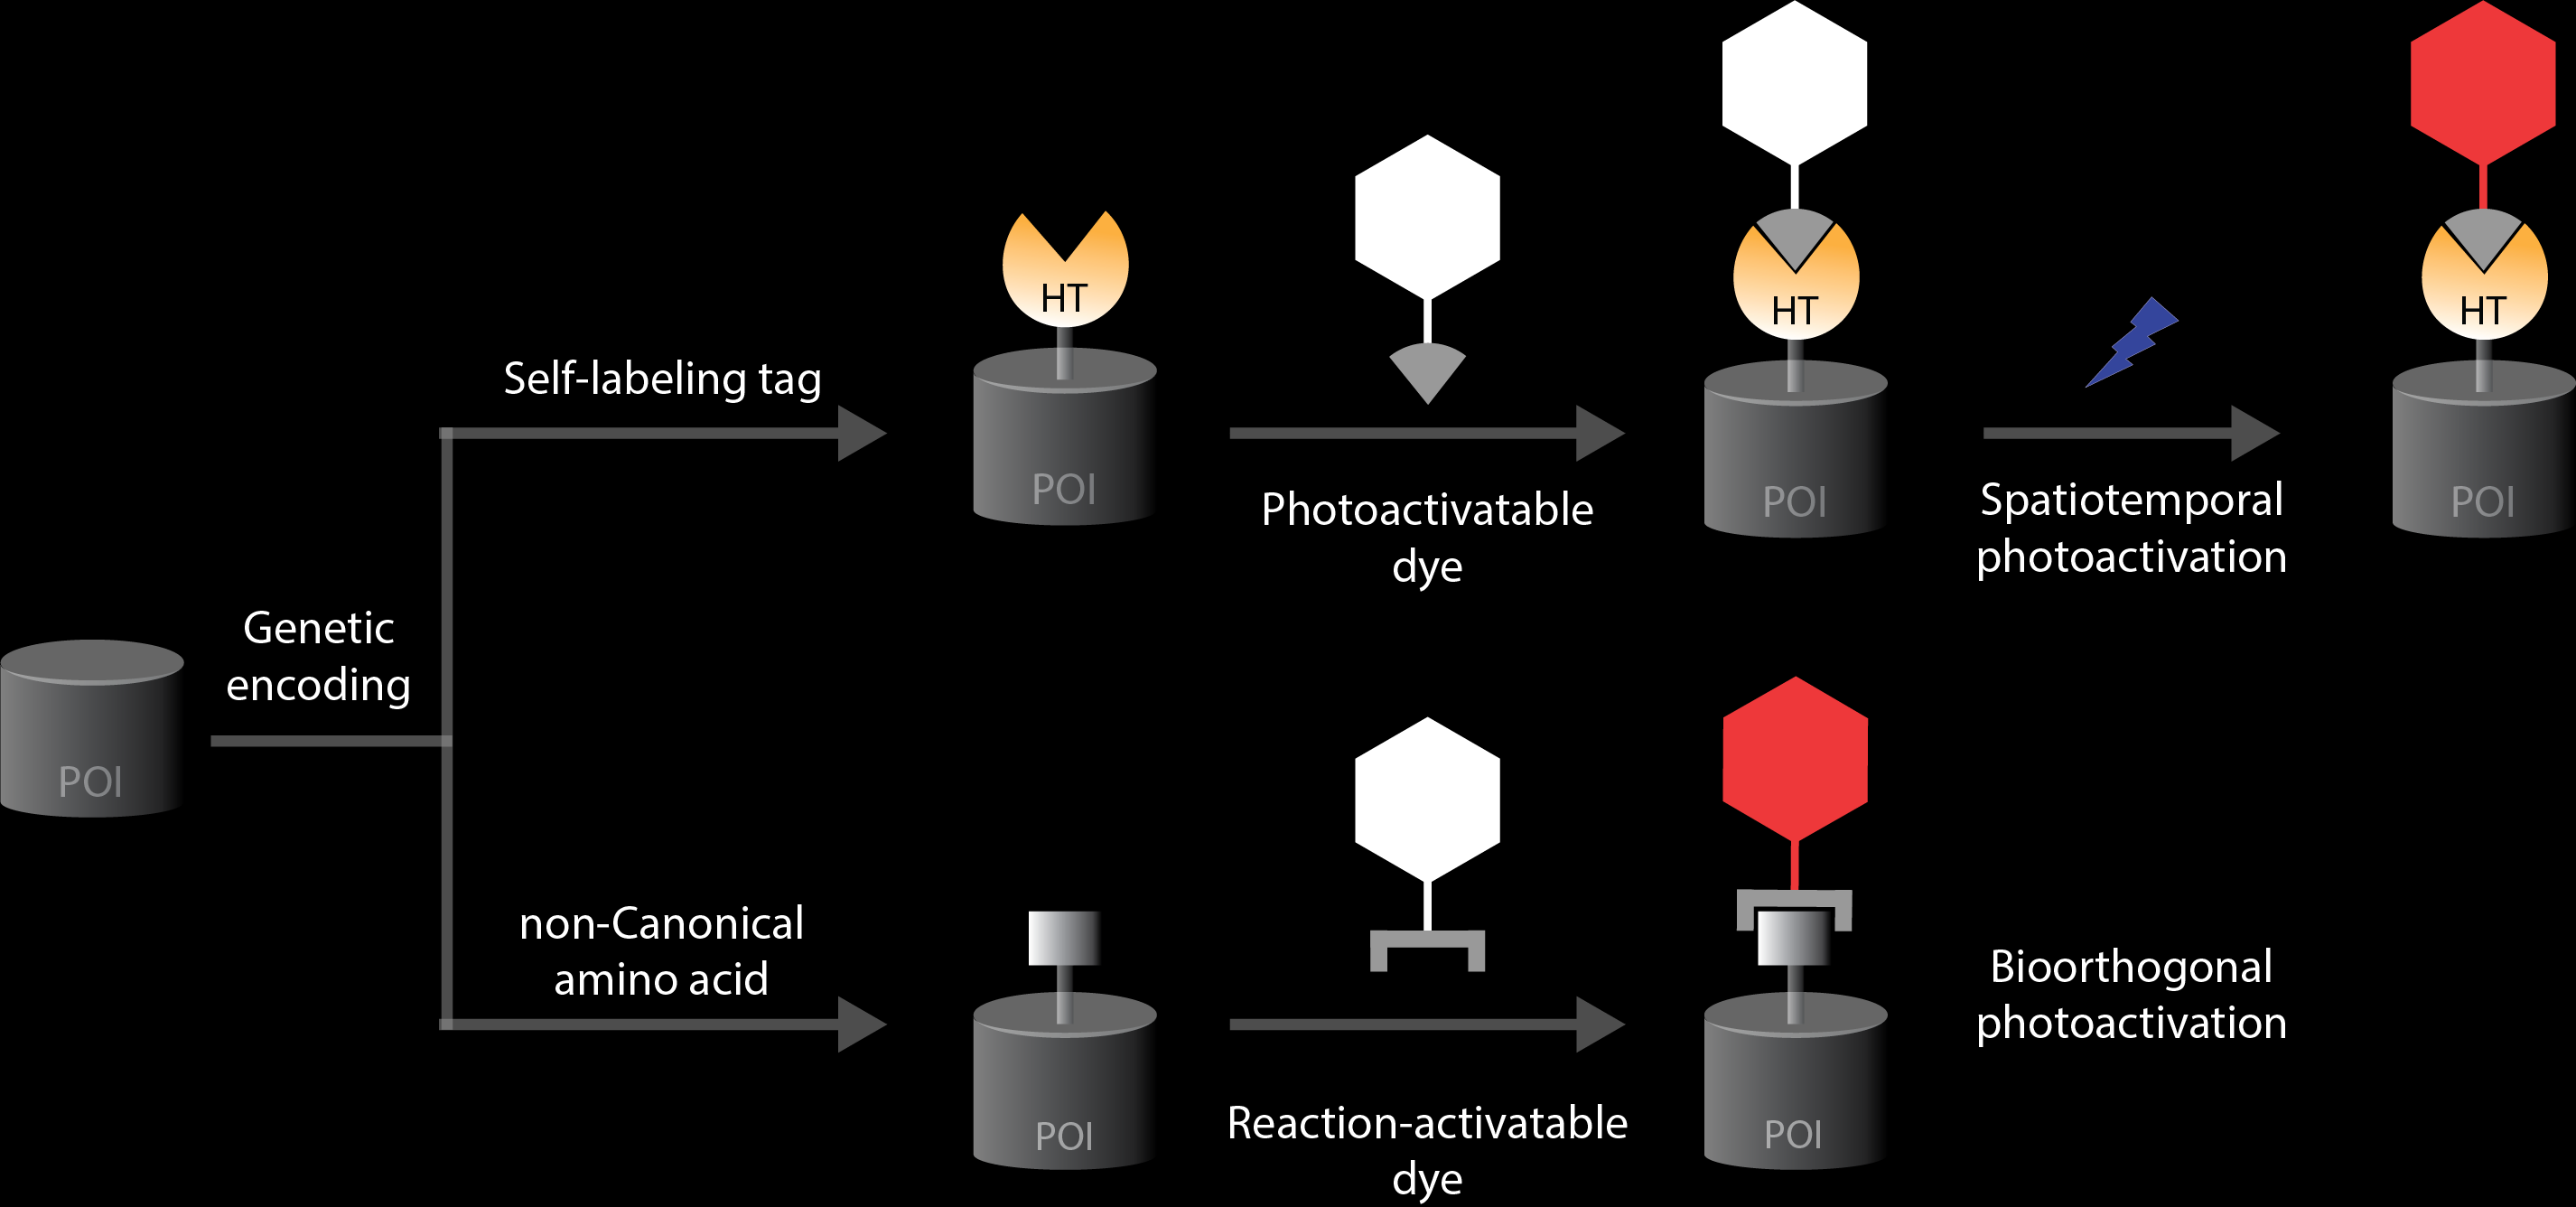 HT
HT
HT
Self-labeling tag
POI
Photoactivatable
dye
POI
Spatiotemporal
photoactivation
POI
Genetic
encoding
POI
non-Canonical
amino acid
Bioorthogonal
photoactivation
POI
Reaction-activatable
dye
POI